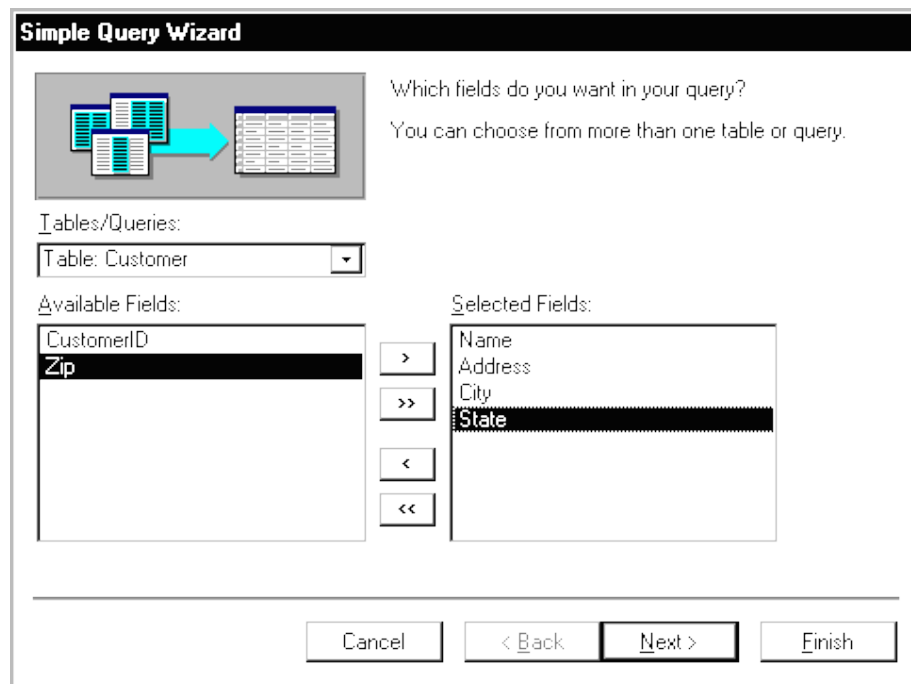 Simple Query Wizard
Which fields do you want in your query?
You can choose from more than one table or query.
Tables/Queries:
Table: Customer
Available Fields:
CustomerID
Zip
>
>>
<
<<
Selected Fields:
Name
Address
City
State
Cancel
< Back
Next >
Finish